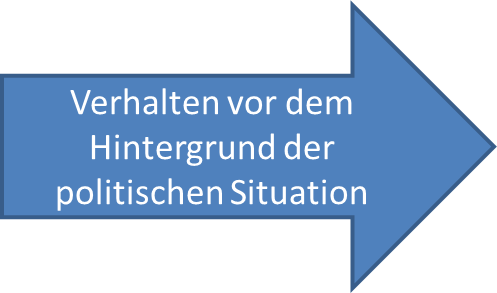 Verhalten vor dem
Hintergrund der
politischen Situation